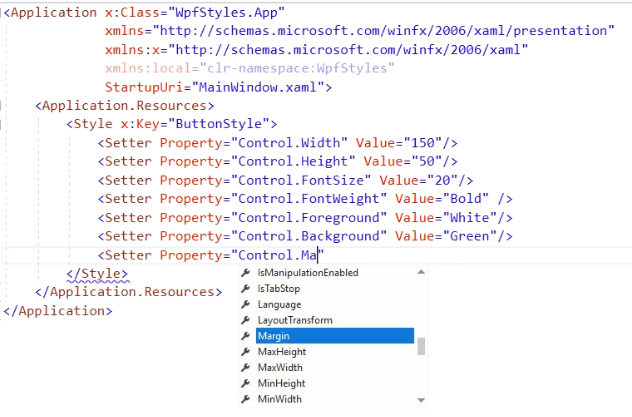 <Application x:Class="WpfStyles.App"
xmlns="http://schemas.microsoft.com/winfx/2006/xaml/presentation"
xmlns:x="http://schemas.microsoft.com/winfx/2006/xaml"
xmlns:local="clr-namespace:WpfStyles"
StartupUri="MainWindow.xaml">
<Application.Resources>
<Style x:Key="ButtonStyle">
<Setter Property="Control.Width" Value="150"/>
<Setter Property="Control.Height" Value="50"/>
<Setter Property="Control.FontSize" Value="20"/>
<Setter Property="Control.FontWeight" Value="Bold" />
<Setter Property="Control.Foreground" Value="White"/>
<Setter Property="Control.Background" Value="Green"/>
<Setter Property="Control.Ma"
</Style>
</Application.Resources>
</Application>
IsManipulationEnabled
IsTabStop
Language
LayoutTransform
Margin
MaxHeight
MaxWidth
MinHeight
MinWidth